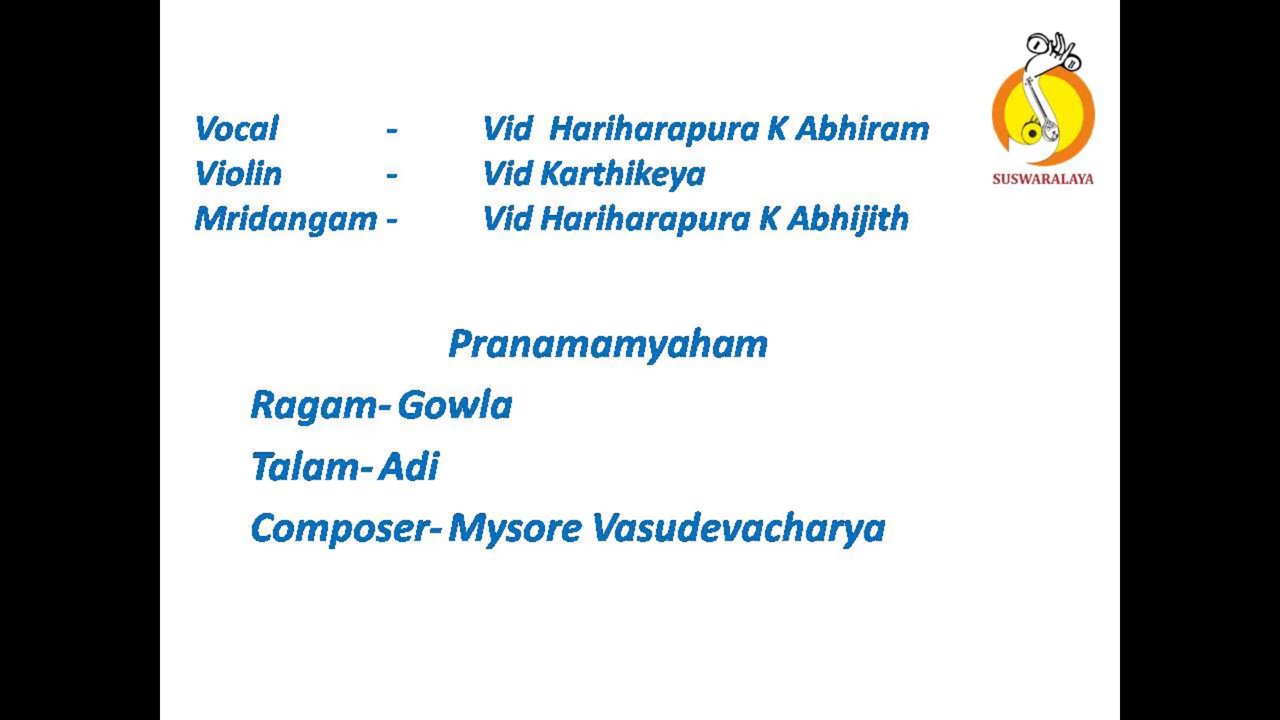 Vocal - Vid Hariharapura K Abhiram
Violin - Vid Karthikeya
Mridangam - Vid Hariharapura K Abhijith
SUSWARALAYA
Pranamamyaham
Ragam- Gowla
Talam- Adi
Composer- Mysore Vasudevacharya